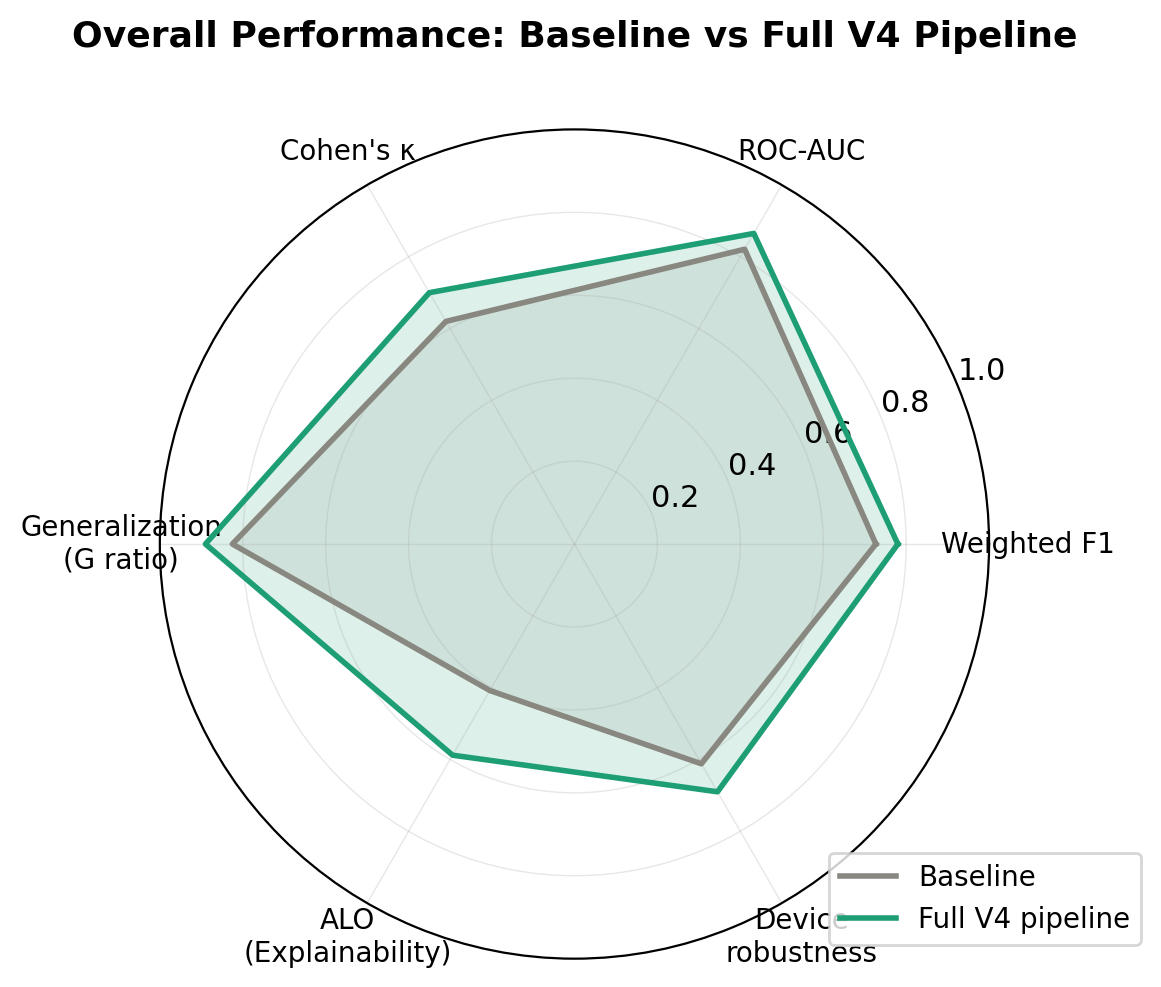 Overall Performance: Baseline vs Full V4 Pipeline
Cohen's κ
ROC-AUC
1.0
0.8
0.6
0.4
0.2
Generalization
(G ratio)
Weighted F1
ALO
(Explainability)
Device
robustness
Baseline
Full V4 pipeline